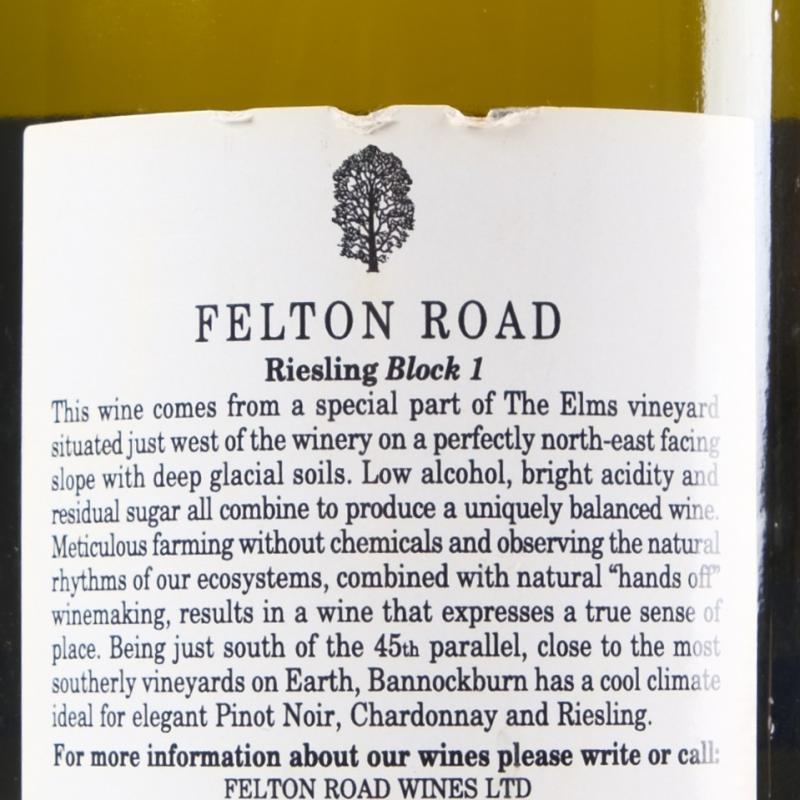 FELTON ROAD
Riesling Block 1
This wine comes from a special part of The Elms vineyard
situated just west of the winery on a perfectly north-east facing
slope with deep glacial soils. Low alcohol, bright acidity and
residual sugar all combine to produce a uniquely balanced wine.
Meticulous farming without chemicals and observing the natural
rhythms of our ecosystems, combined with natural “hands off”
winemaking, results in a wine that expresses a true sense of
place. Being just south of the 45th parallel, close to the most
southerly vineyards on Earth, Bannockburn has a cool climate
ideal for elegant Pinot Noir, Chardonnay and Riesling.
For more information about our wines please write or call:
FELTON ROAD WINES LTD